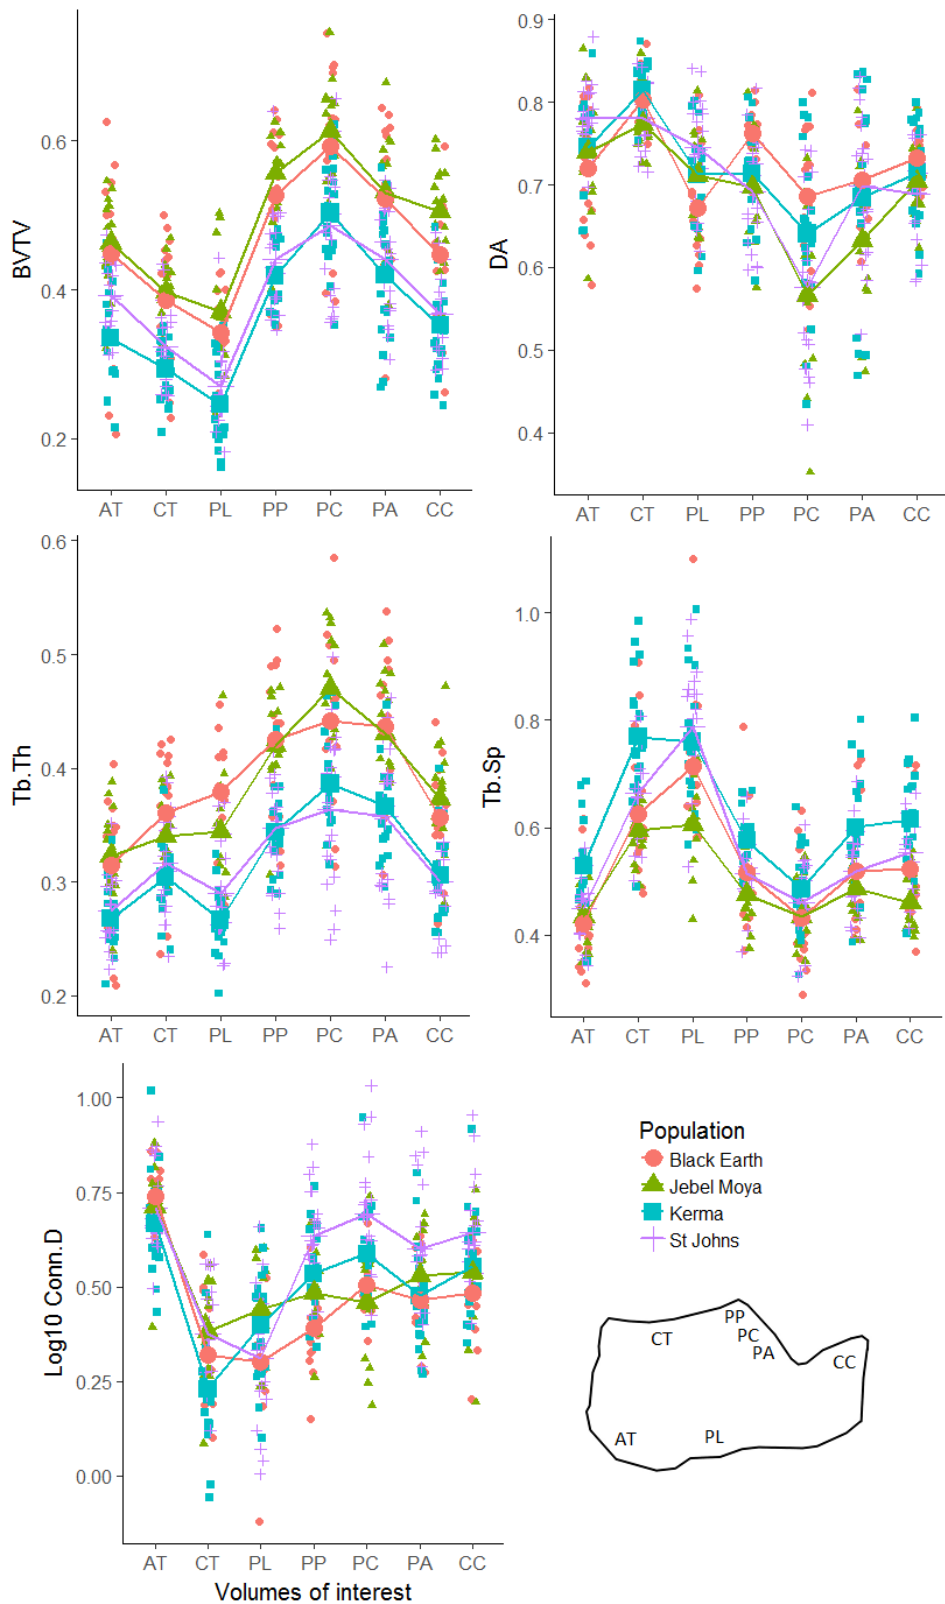 BVTV
0.6
0.4
0.2
AT CT PL PP PC PA CC
DA
0.9
0.8
0.7
0.6
0.5
0.4
AT CT PL PP PC PA CC
Tb.Th
0.6
0.5
0.4
0.3
0.2
AT CT PL PP PC PA CC
Tb.Sp
1.0
0.8
0.6
0.4
AT CT PL PP PC PA CC
Log10 Conn.D
1.00
0.75
0.50
0.25
0.00
AT CT PL PP PC PA CC
Volumes of interest
Population
Black Earth
Jebel Moya
Kerma
St Johns
PP
CT PC
PA CC
AT PL